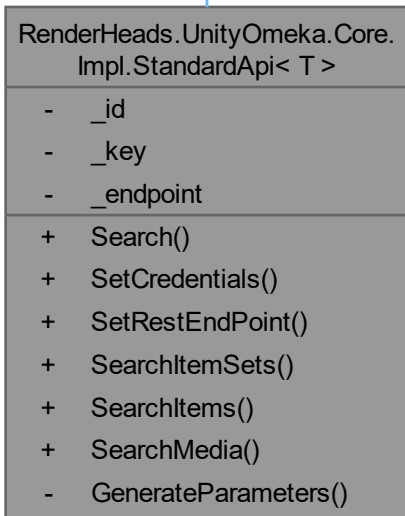 RenderHeads.UnityOmeka.Core.
Impl.StandardApi< T >
- _id
- _key
- _endpoint
+ Search()
+ SetCredentials()
+ SetRestEndPoint()
+ SearchItemSets()
+ SearchItems()
+ SearchMedia()
- GenerateParameters()